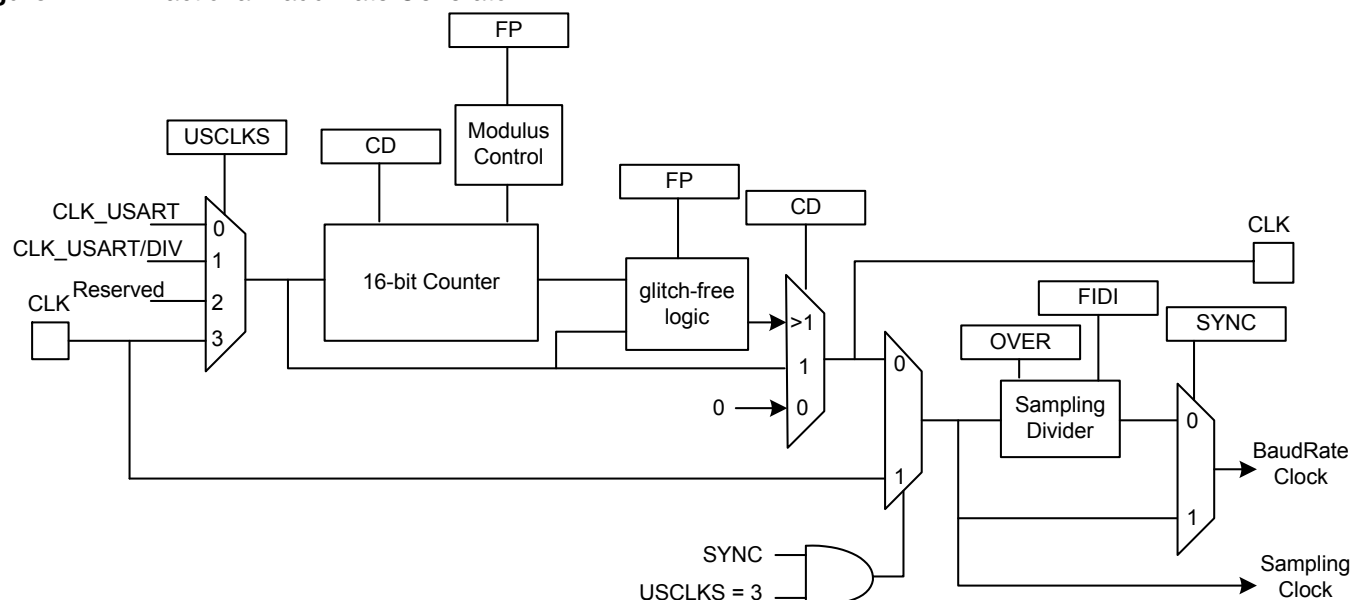 FP
Modulus
Control
USCLKS
CD
FP
CD
CLK_USART
0
CLK_USART/DIV
1
Reserved
2
CLK
3
16-bit Counter
glitch-free
logic
>1
1
0
0
CLK
FIDI
SYNC
OVER
0
Sampling
Divider
0
BaudRate
Clock
1
1
SYNC
USCLKS = 3
Sampling
Clock